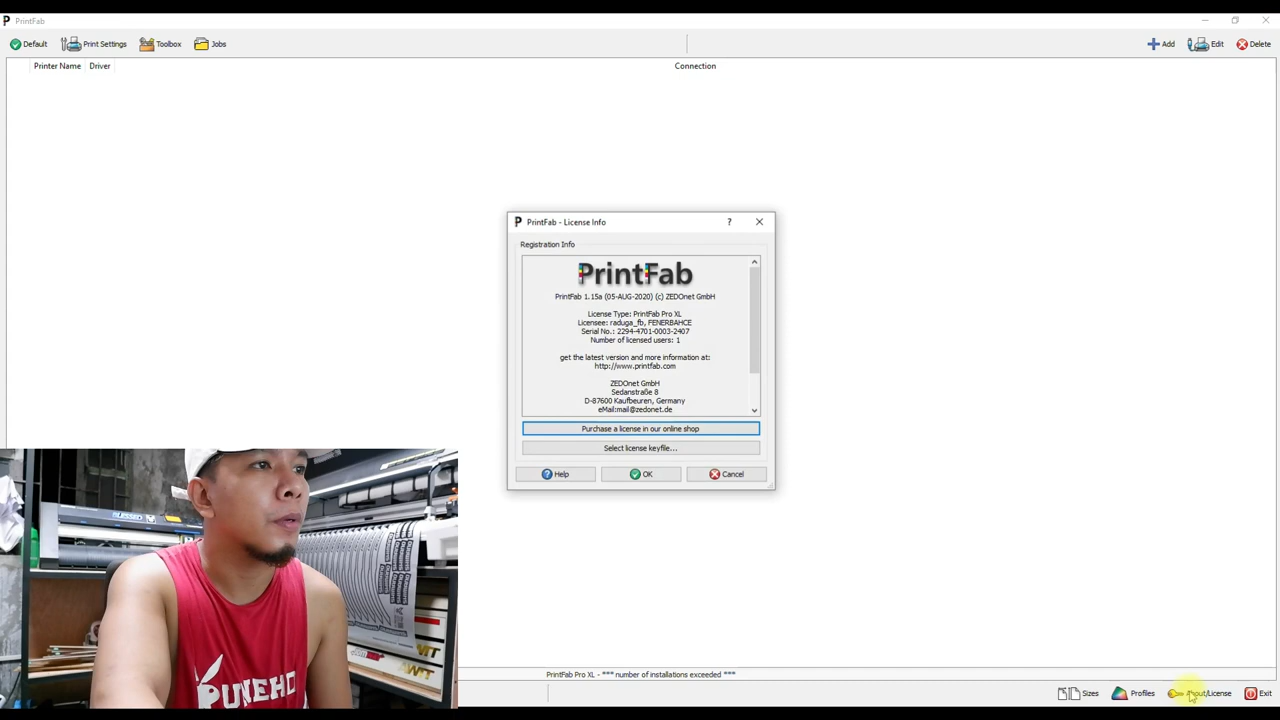 PrintFab
Default
Print Settings
Toolbox
Jobs
Add
Edit
Delete
Printer Name
Driver
Connection
PrintFab - License Info
?
Registration Info
PrintFab
PrintFab 1.15a (05-AUG-2020) (c) ZEDOnet GmbH
License Type: PrintFab Pro XL
Licensee: raduga_fb, FENERBAHCE
Serial No.: 2294-4701-0003-2407
Number of licensed users: 1
get the latest version and more information at:
http://www.printfab.com
ZEDOnet GmbH
Sedanstraße 8
D-87600 Kaufbeuren, Germany
eMail:mail@zedonet.de
Purchase a license in our online shop
Select license keyfile...
Help
OK
Cancel
PrintFab Pro XL - *** number of installations exceeded ***
Sizes
Profiles
About/License
Exit